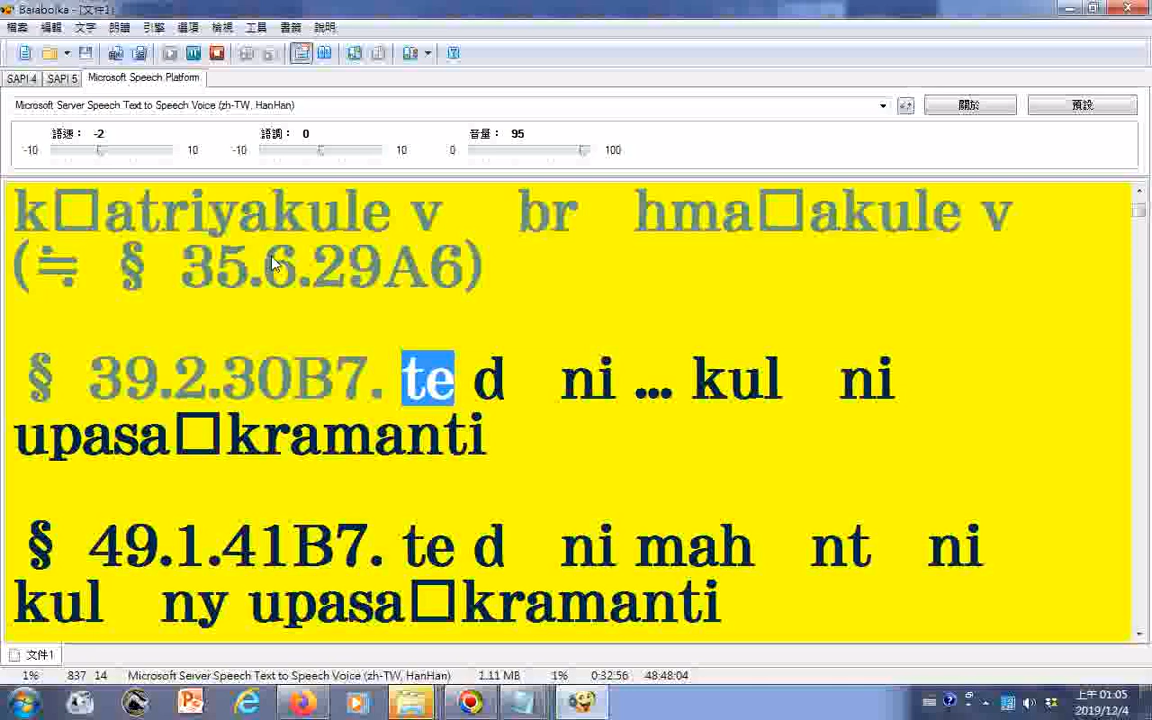 Balabolka - [文件1]
檔案 編輯 文字 朗讀 引擎 選項 檢視 工具 書籤 說明
SAPI 4 SAPI 5 Microsoft Speech Platform
Microsoft Server Speech Text to Speech Voice (zh-TW, HanHan) 關於 預設
語速： -2 語調： 0 音量： 95
-10 10 -10 10 0 100
k□atriyakule v br hma□akule v
(≒ § 35.6.29A6)
§ 39.2.30B7. te d ni ... kul ni
upasa□kramanti
§ 49.1.41B7. te d ni mah nt ni
kul ny upasa□kramanti
文件1
1% 837 14 Microsoft Server Speech Text to Speech Voice (zh-TW, HanHan) 1.11 MB 1% 0:32:56 48:48:04
上午 01:05
2019/12/4